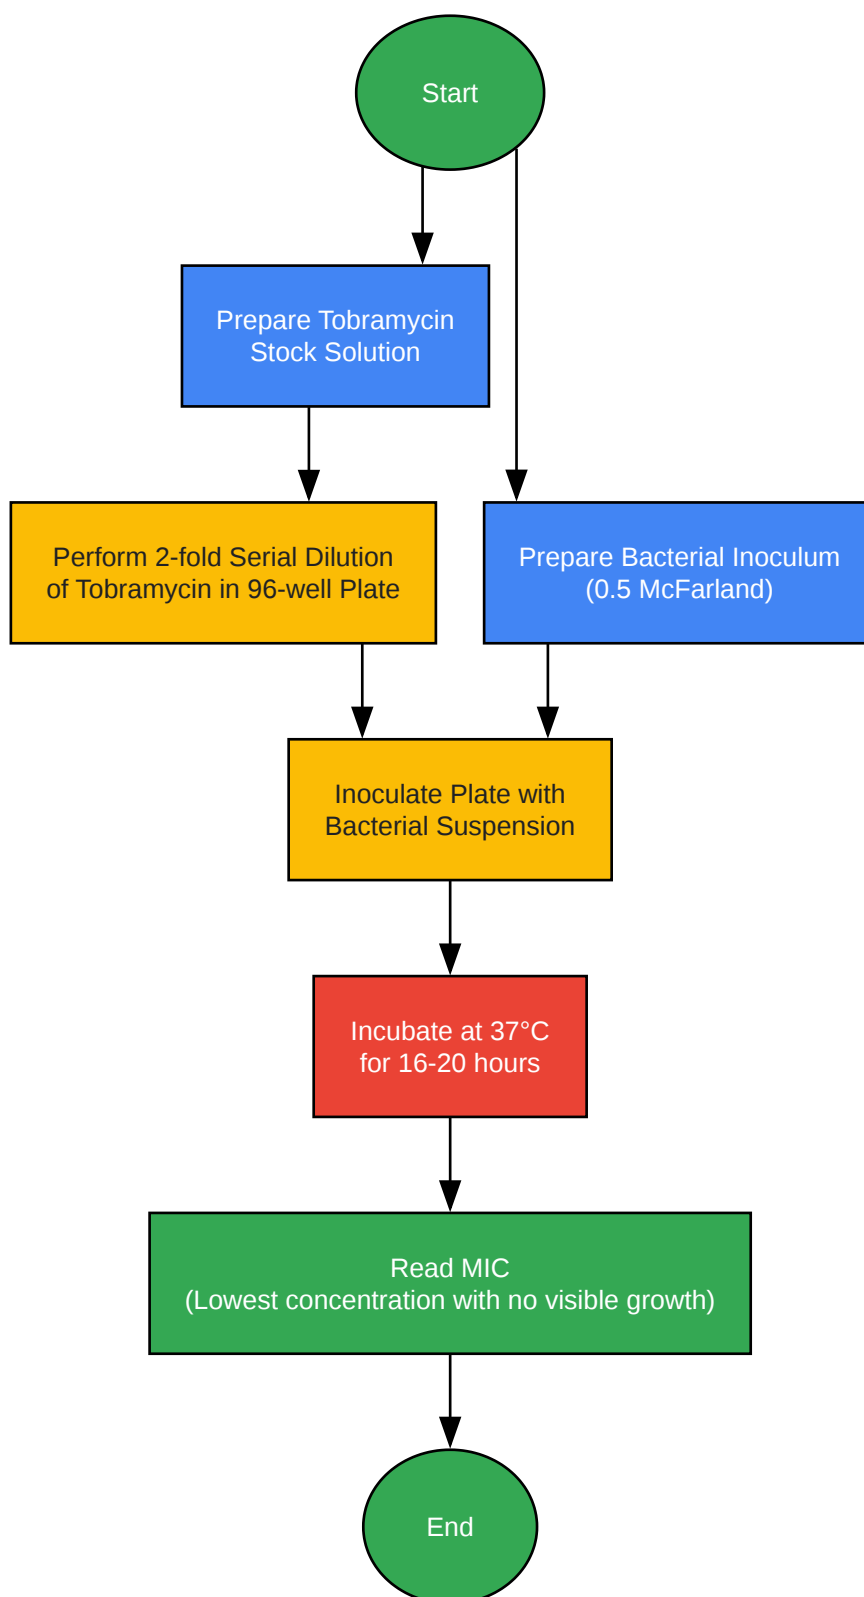 Start
Prepare Tobramycin
Stock Solution
Perform 2-fold Serial Dilution
of Tobramycin in 96-well Plate
Prepare Bacterial Inoculum
(0.5 McFarland)
Inoculate Plate with
Bacterial Suspension
Incubate at 37°C
for 16-20 hours
Read MIC
(Lowest concentration with no visible growth)
End